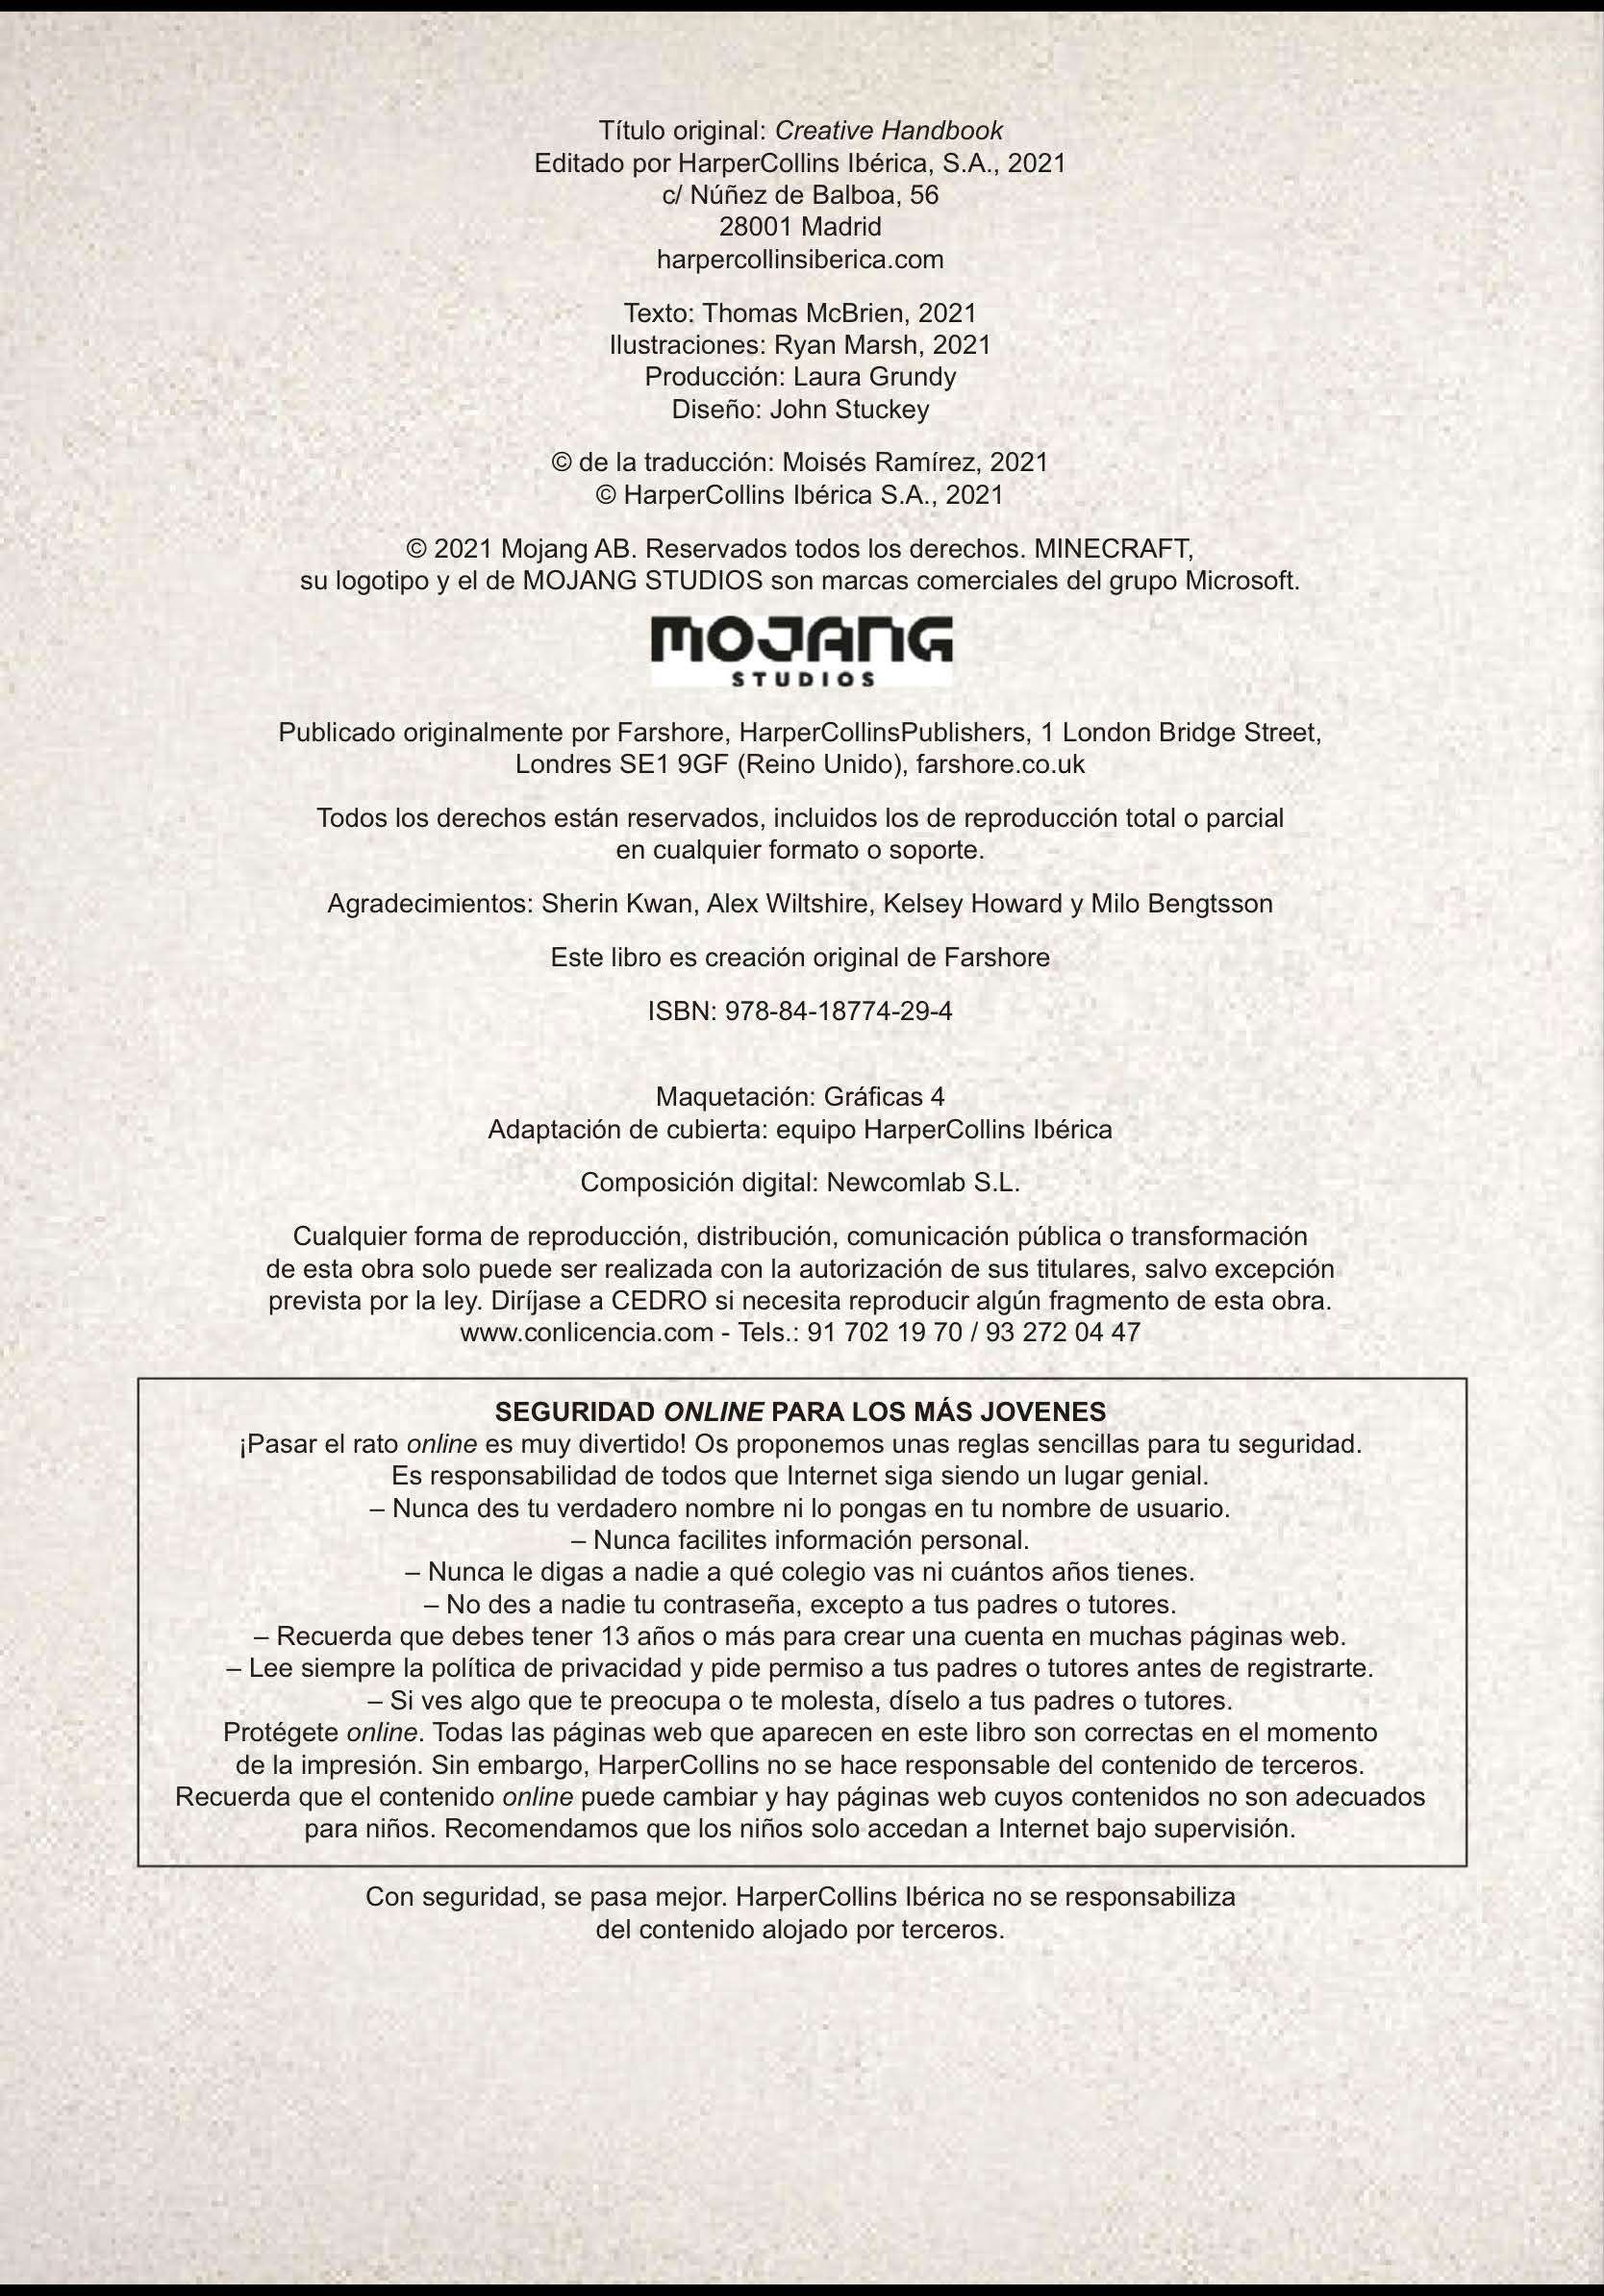 Título original: Creative Handbook
Editado por HarperCollins Ibérica, S.A., 2021
c/ Núñez de Balboa, 56
28001 Madrid
harpercollinsiberica.com
Texto: Thomas McBrien, 2021
Ilustraciones: Ryan Marsh, 2021
Producción: Laura Grundy
Diseño: John Stuckey
© de la traducción: Moisés Ramírez, 2021
© HarperCollins Ibérica S.A., 2021
© 2021 Mojang AB. Reservados todos los derechos. MINECRAFT,
su logotipo y el de MOJANG STUDIOS son marcas comerciales del grupo Microsoft.
MOJANG
STUDIOS
Publicado originalmente por Farshore, HarperCollinsPublishers, 1 London Bridge Street,
Londres SE1 9GF (Reino Unido), farshore.co.uk
Todos los derechos están reservados, incluidos los de reproducción total o parcial
en cualquier formato o soporte.
Agradecimientos: Sherin Kwan, Alex Wiltshire, Kelsey Howard y Milo Bengtsson
Este libro es creación original de Farshore
ISBN: 978-84-18774-29-4
Maquetación: Gráficas 4
Adaptación de cubierta: equipo HarperCollins Ibérica
Composición digital: Newcomlab S.L.
Cualquier forma de reproducción, distribución, comunicación pública o transformación
de esta obra solo puede ser realizada con la autorización de sus titulares, salvo excepción
prevista por la ley. Diríjase a CEDRO si necesita reproducir algún fragmento de esta obra.
www.conlicencia.com - Tels.: 91 702 19 70 / 93 272 04 47
SEGURIDAD ONLINE PARA LOS MÁS JOVENES
¡Pasar el rato online es muy divertido! Os proponemos unas reglas sencillas para tu seguridad.
Es responsabilidad de todos que Internet siga siendo un lugar genial.
– Nunca des tu verdadero nombre ni lo pongas en tu nombre de usuario.
– Nunca facilites información personal.
– Nunca le digas a nadie a qué colegio vas ni cuántos años tienes.
– No des a nadie tu contraseña, excepto a tus padres o tutores.
– Recuerda que debes tener 13 años o más para crear una cuenta en muchas páginas web.
– Lee siempre la política de privacidad y pide permiso a tus padres o tutores antes de registrarte.
– Si ves algo que te preocupa o te molesta, díselo a tus padres o tutores.
Protégete online. Todas las páginas web que aparecen en este libro son correctas en el momento
de la impresión. Sin embargo, HarperCollins no se hace responsable del contenido de terceros.
Recuerda que el contenido online puede cambiar y hay páginas web cuyos contenidos no son adecuados
para niños. Recomendamos que los niños solo accedan a Internet bajo supervisión.
Con seguridad, se pasa mejor. HarperCollins Ibérica no se responsabiliza
del contenido alojado por terceros.